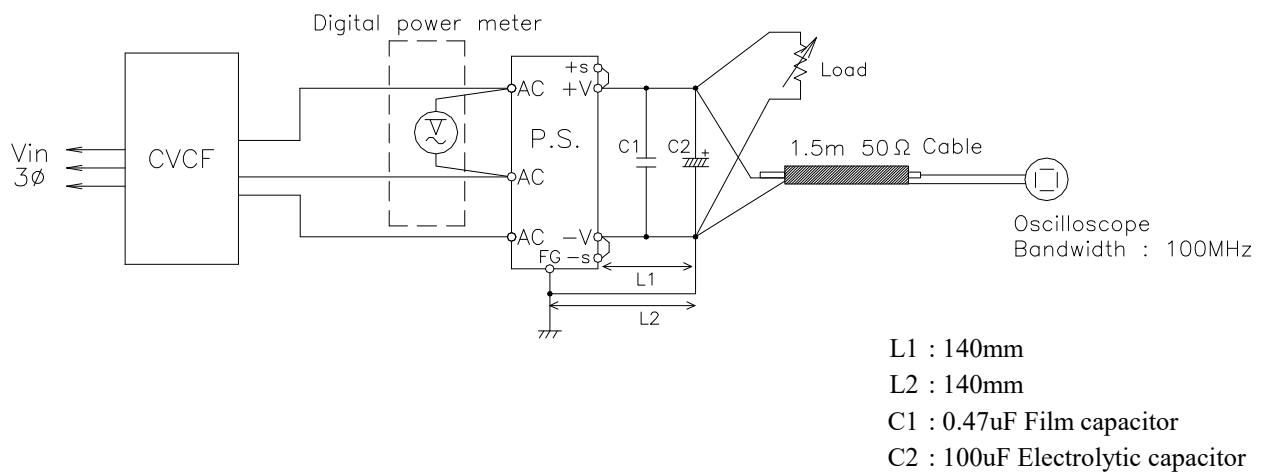 Digital power meter
Vin
3ø
CVCF
AC
AC
AC
P.S.
+s
+V
-V
-s
FG
V
C1
C2
+
L1
L2
Load
1.5m 50Ω Cable
Oscilloscope
Bandwidth : 100MHz
L1 : 140mm
L2 : 140mm
C1 : 0.47uF Film capacitor
C2 : 100uF Electrolytic capacitor